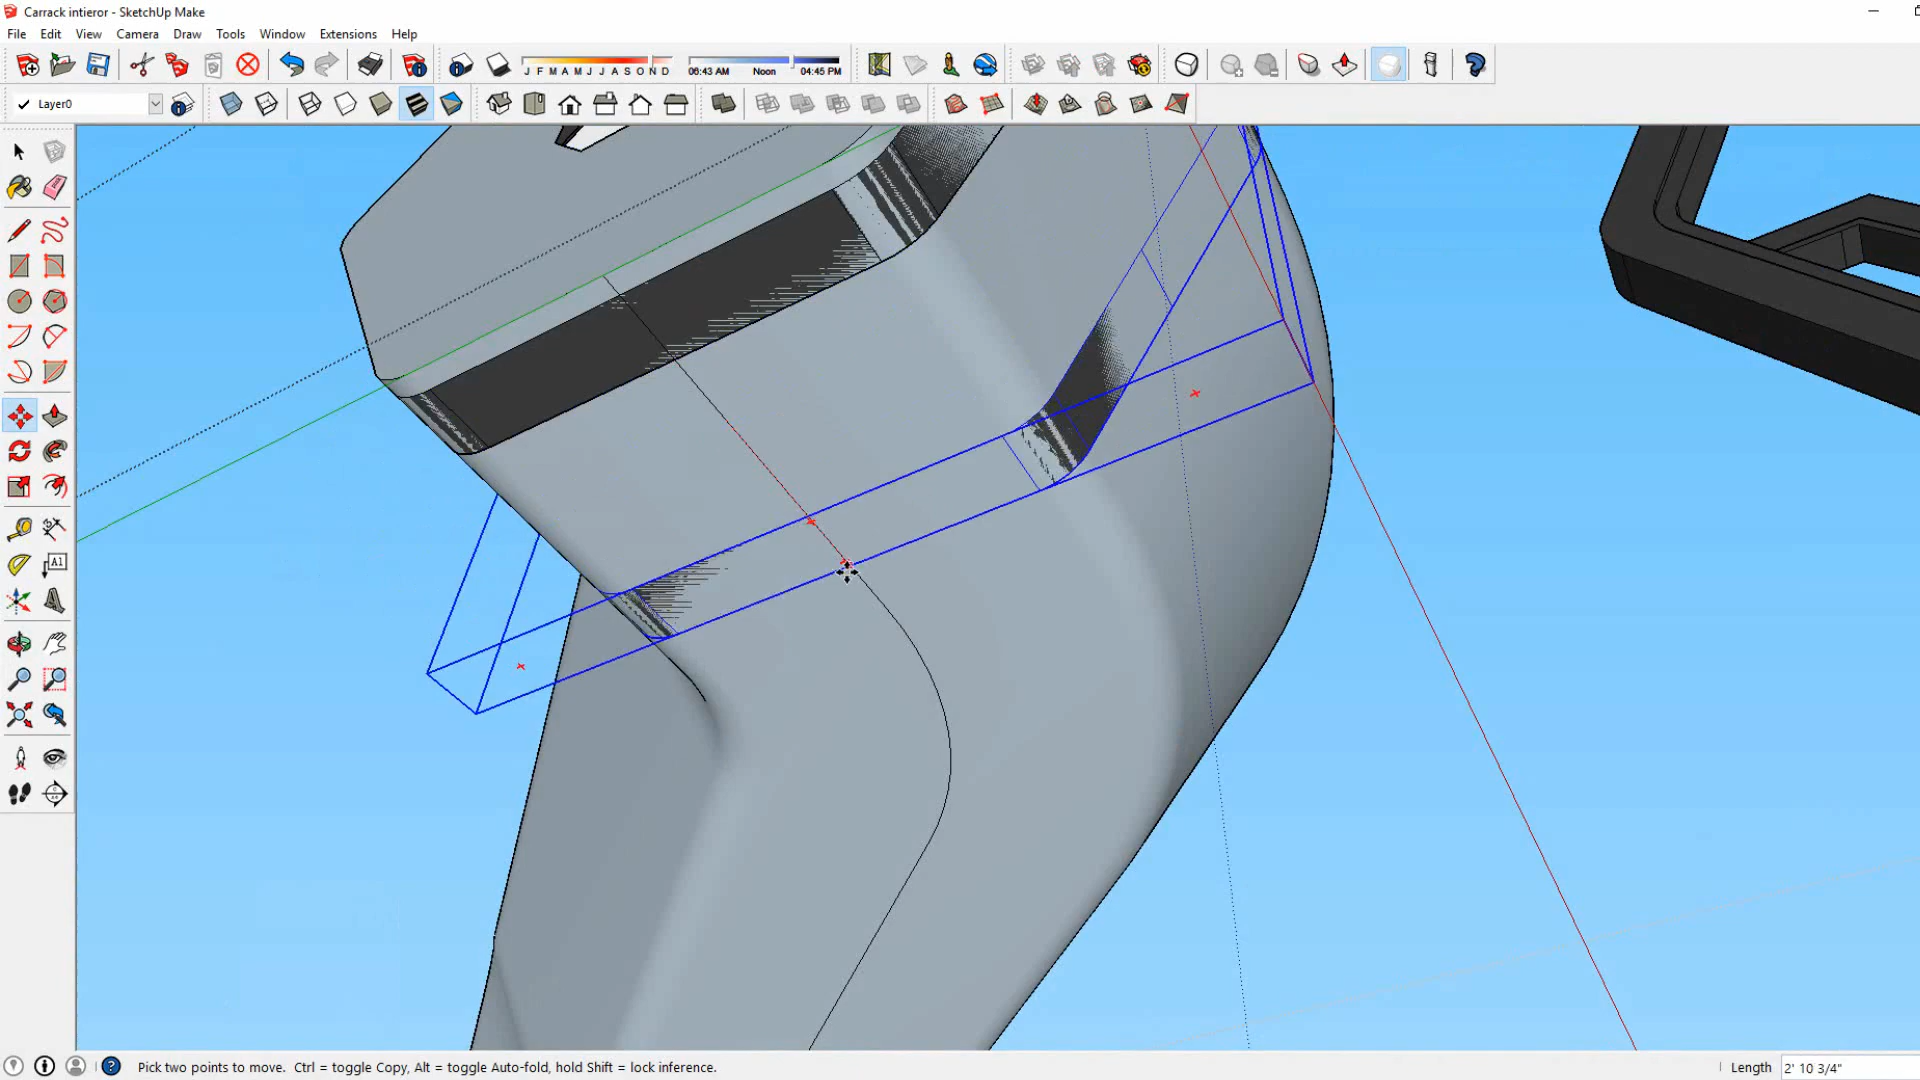 Carrack intieror - SketchUp Make
File Edit View Camera Draw Tools Window Extensions Help
J F M A M J J A S O N D 06:43 AM Noon 04:45 PM
Layer0
A1
Pick two points to move. Ctrl = toggle Copy, Alt = toggle Auto-fold, hold Shift = lock inference.
Length 2' 10 3/4"